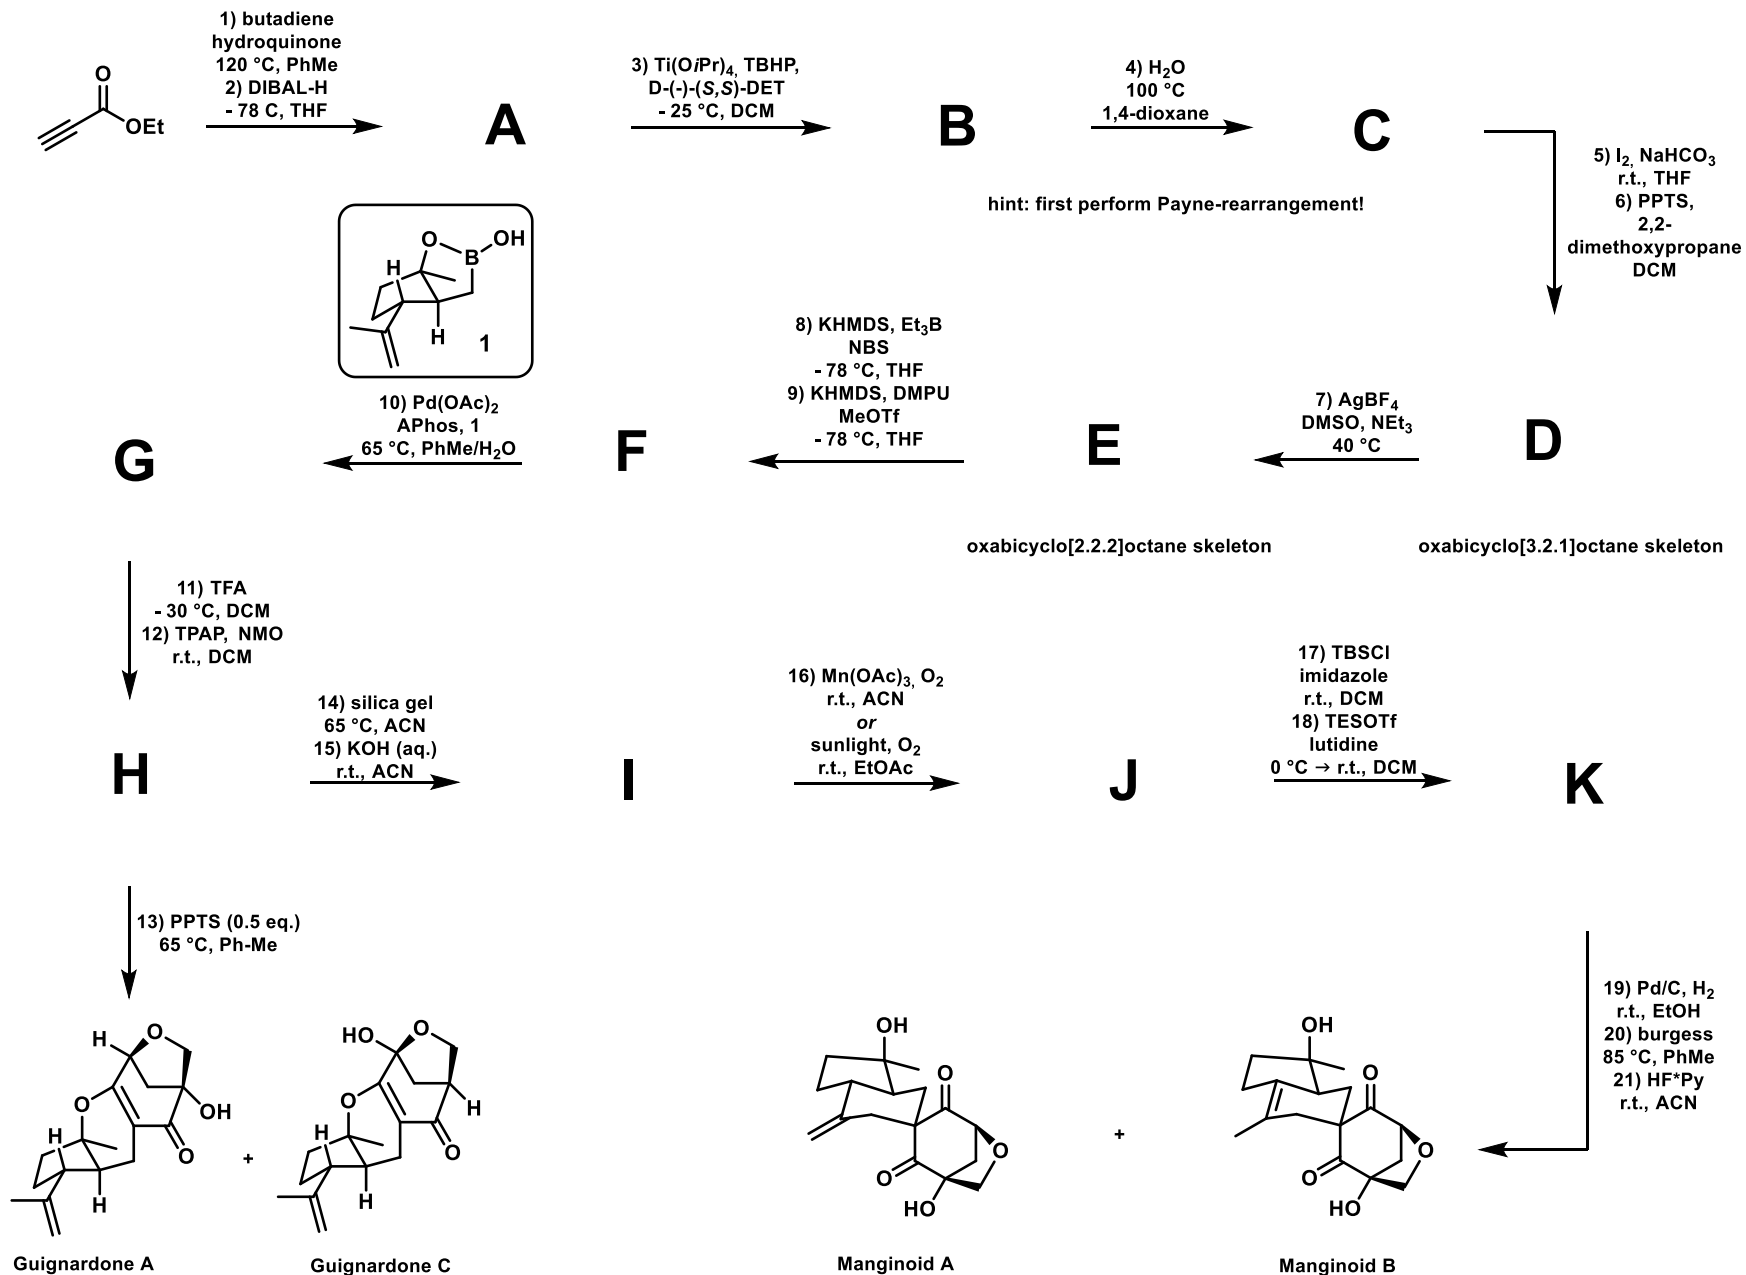 1) butadiene
hydroquinone
120 °C, PhMe
2) DIBAL-H
- 78 C, THF
O
OEt
A
3) Ti(OiPr)4, TBHP,
D-(-)-(S,S)-DET
- 25 °C, DCM
B
4) H2O
100 °C
1,4-dioxane
C
hint: first perform Payne-rearrangement!
5) I2, NaHCO3
r.t., THF
6) PPTS,
2,2-
dimethoxypropane
DCM
O
OH
B
H
H
1
10) Pd(OAc)2
APhos, 1
65 °C, PhMe/H2O
G
F
8) KHMDS, Et3B
NBS
- 78 °C, THF
9) KHMDS, DMPU
MeOTf
- 78 °C, THF
E
7) AgBF4
DMSO, NEt3
40 °C
D
oxabicyclo[2.2.2]octane skeleton
oxabicyclo[3.2.1]octane skeleton
11) TFA
- 30 °C, DCM
12) TPAP, NMO
r.t., DCM
H
14) silica gel
65 °C, ACN
15) KOH (aq.)
r.t., ACN
I
16) Mn(OAc)3, O2
r.t., ACN
or
sunlight, O2
r.t., EtOAc
J
17) TBSCl
imidazole
r.t., DCM
18) TESOTf
lutidine
0 °C → r.t., DCM
K
13) PPTS (0.5 eq.)
65 °C, Ph-Me
19) Pd/C, H2
r.t., EtOH
20) burgess
85 °C, PhMe
21) HF*Py
r.t., ACN
H
O
O
OH
O
H
H
+
HO
O
O
H
O
H
H
OH
O
O
O
HO
+
OH
O
O
O
HO
Guignardone A
Guignardone C
Manginoid A
Manginoid B